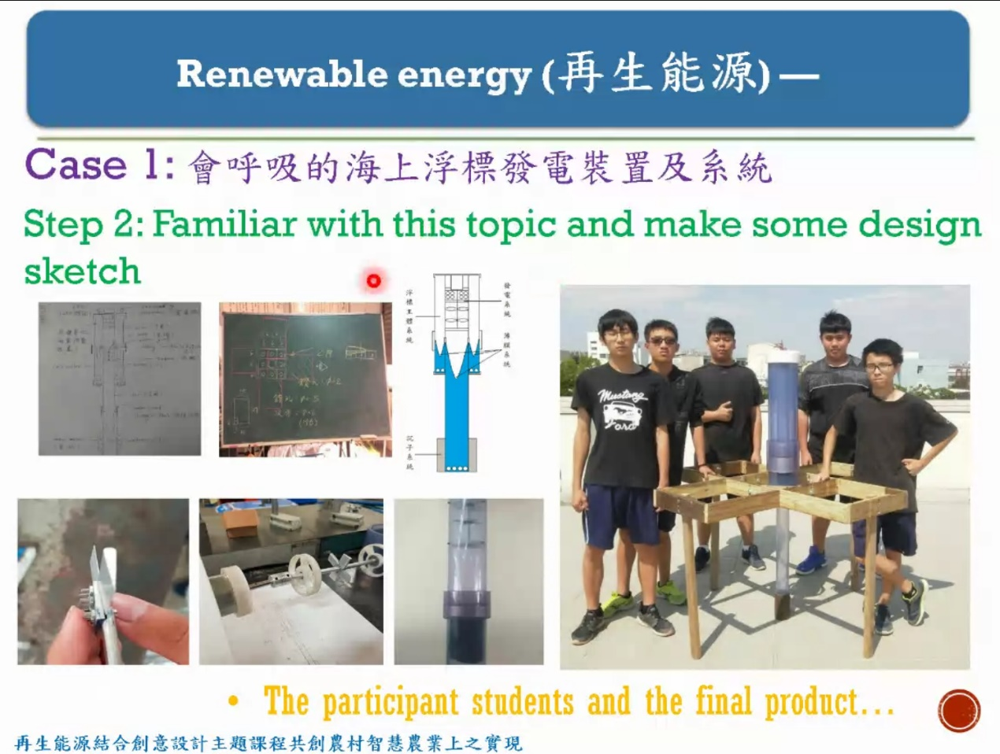 Renewable energy (再生能源) —
Case 1: 會呼吸的海上浮標發電裝置及系統
Step 2: Familiar with this topic and make some design
sketch
浮標主體系統
發電系統
薄膜系統
沉子系統
Mustang
Ford
• The participant students and the final product…
再生能源結合創意設計主題課程共創農村智慧農業上之實現